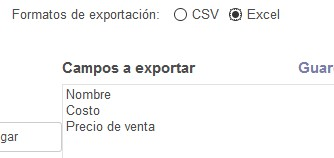 Formatos de exportación: CSV Excel
Campos a exportar
Nombre
Costo
Precio de venta